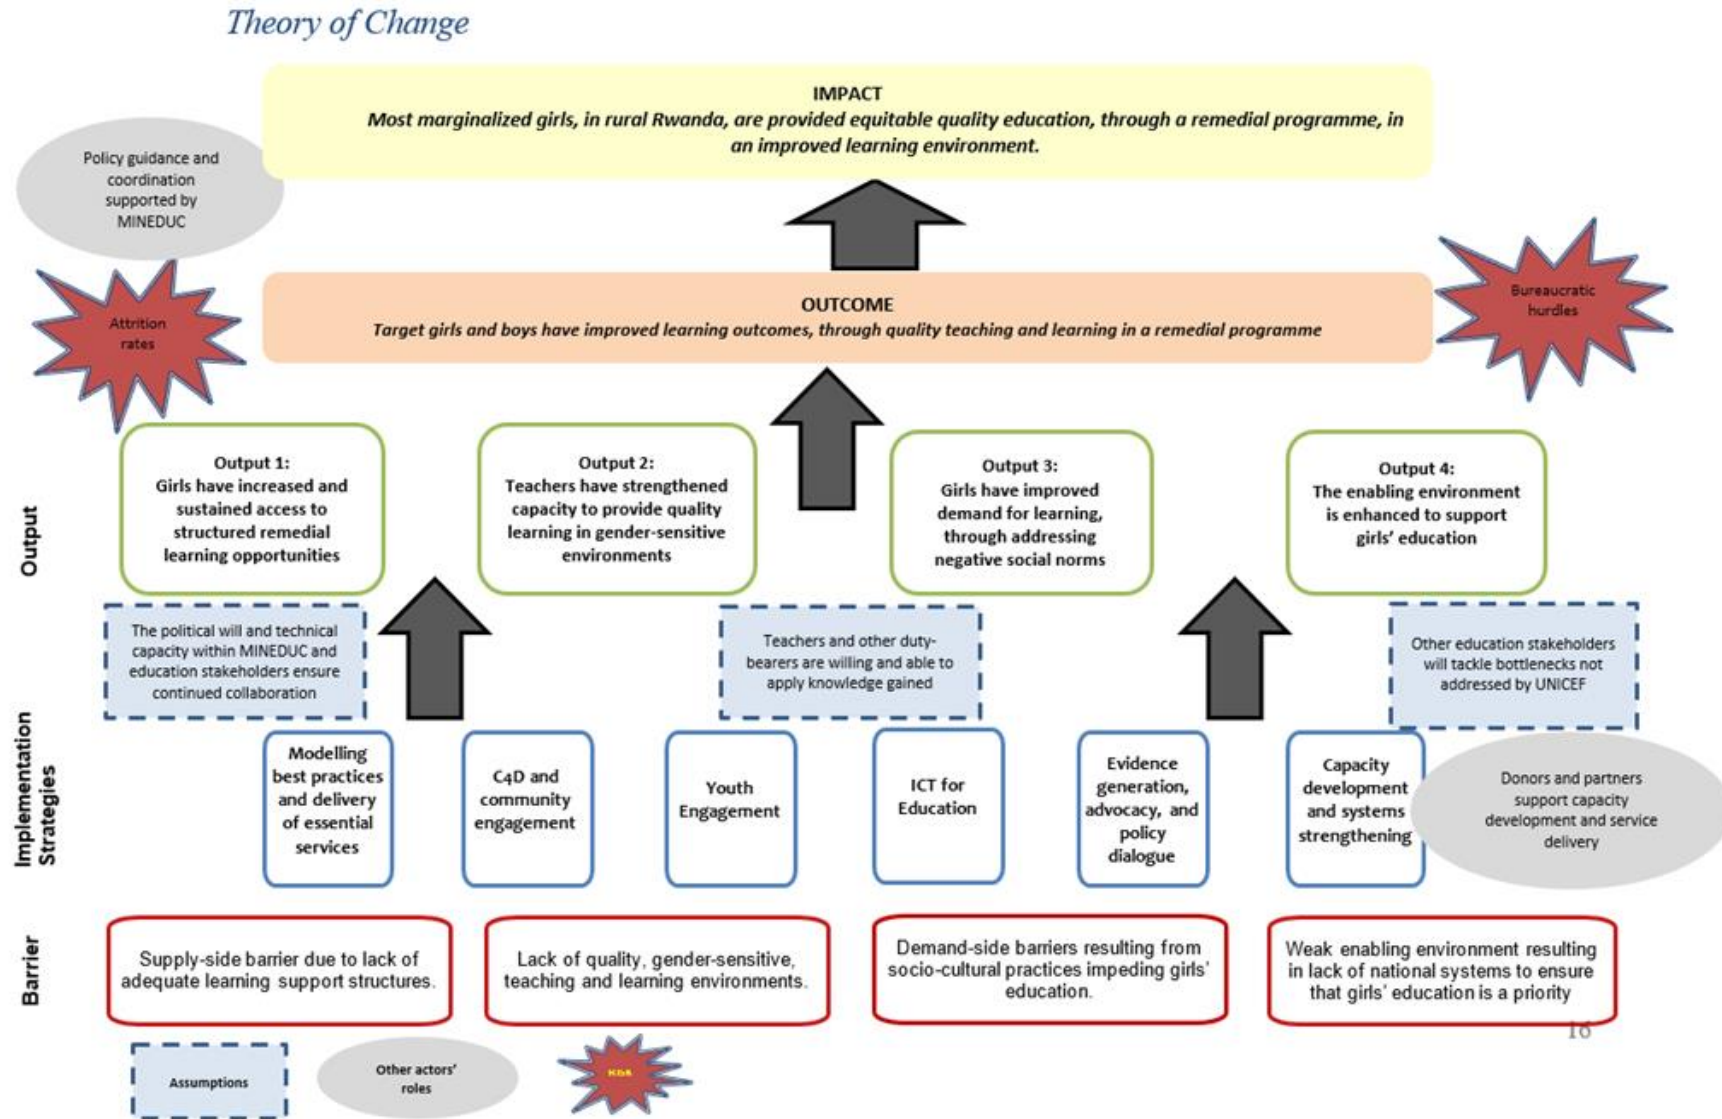 Theory of Change
IMPACT
Most marginalized girls, in rural Rwanda, are provided equitable quality education, through a remedial programme, in
an improved learning environment.
Policy guidance and
coordination
supported by
MINEDUC
Attrition
rates
OUTCOME
Target girls and boys have improved learning outcomes, through quality teaching and learning in a remedial programme
Bureaucratic
hurdles
Output
Output 1:
Girls have increased and
sustained access to
structured remedial
learning opportunities
Output 2:
Teachers have strengthened
capacity to provide quality
learning in gender-sensitive
environments
Output 3:
Girls have improved
demand for learning,
through addressing
negative social norms
Output 4:
The enabling environment
is enhanced to support
girls’ education
The political will and technical
capacity within MINEDUC and
education stakeholders ensure
continued collaboration
Teachers and other duty-
bearers are willing and able to
apply knowledge gained
Other education stakeholders
will tackle bottlenecks not
addressed by UNICEF
Implementation
Strategies
Modelling
best practices
and delivery
of essential
services
C4D and
community
engagement
Youth
Engagement
ICT for
Education
Evidence
generation,
advocacy, and
policy
dialogue
Capacity
development
and systems
strengthening
Donors and partners
support capacity
development and service
delivery
Barrier
Supply-side barrier due to lack of
adequate learning support structures.
Lack of quality, gender-sensitive,
teaching and learning environments.
Demand-side barriers resulting from
socio-cultural practices impeding girls’
education.
Weak enabling environment resulting
in lack of national systems to ensure
that girls’ education is a priority
16
Assumptions
Other actors’
roles